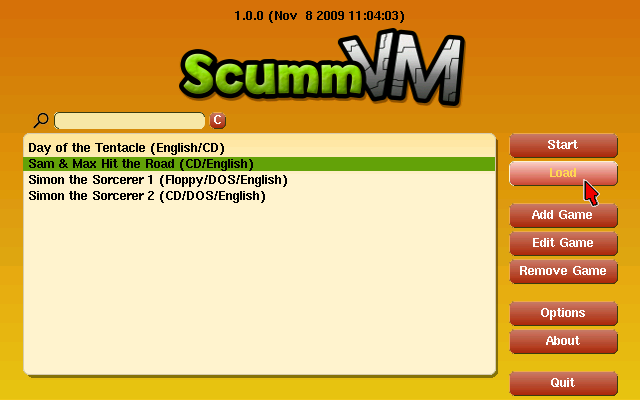 1.0.0 (Nov 8 2009 11:04:03)
ScummVM
C
Day of the Tentacle (English/CD)
Sam & Max Hit the Road (CD/English)
Simon the Sorcerer 1 (Floppy/DOS/English)
Simon the Sorcerer 2 (CD/DOS/English)
Start
Load
Add Game
Edit Game
Remove Game
Options
About
Quit